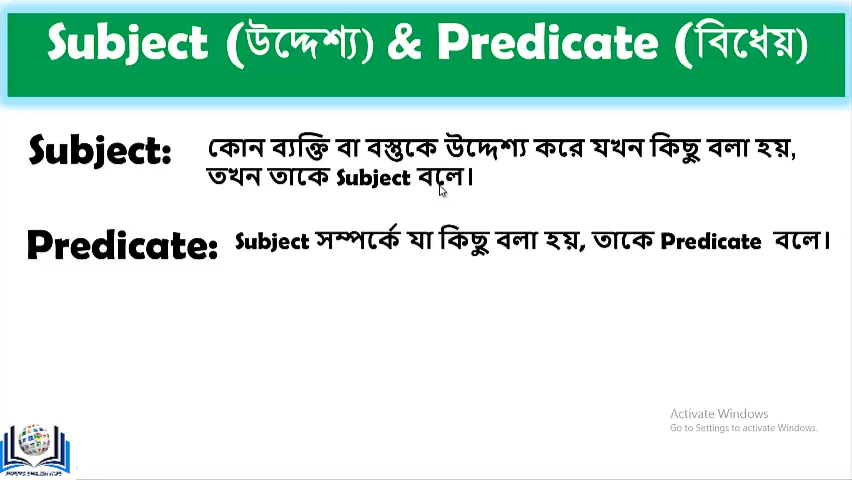 Subject (উদ্দেশ্য) & Predicate (বিধেয়)
Subject: কোন ব্যক্তি বা বস্তুকে উদ্দেশ্য করে যখন কিছু বলা হয়,
তখন তাকে Subject বলে।
Predicate: Subject সম্পর্কে যা কিছু বলা হয়, তাকে Predicate বলে।
Activate Windows
Go to Settings to activate Windows.